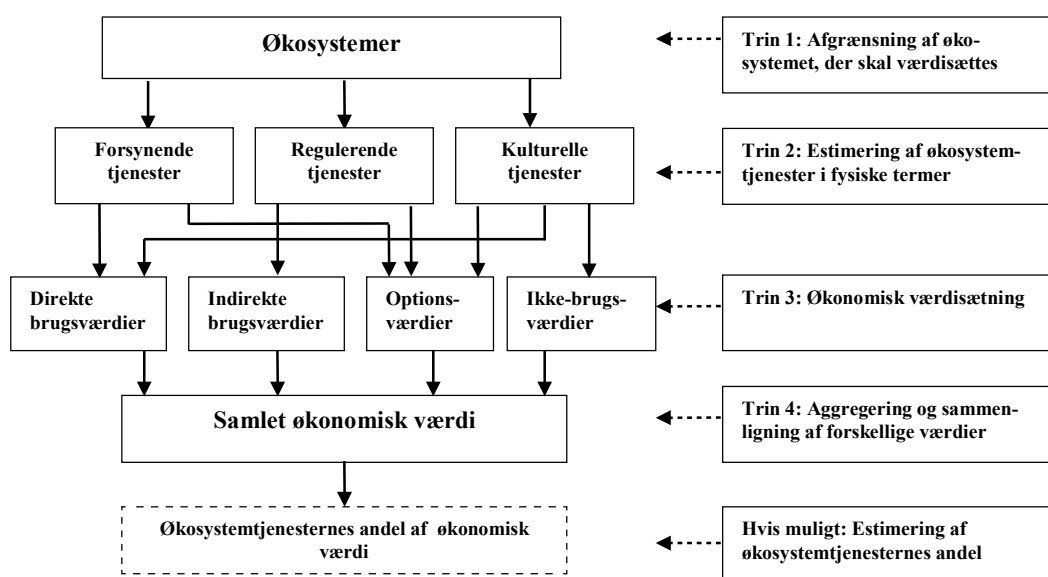 Økosystemer
Trin 1: Afgrænsning af øko-
systemet, der skal værdisættes
Forsynende
tjenester
Regulerende
tjenester
Kulturelle
tjenester
Trin 2: Estimering af økosystem-
tjenester i fysiske termer
Direkte
brugsværdier
Indirekte
brugsværdier
Options-
værdier
Ikke-brugs-
værdier
Trin 3: Økonomisk værdisætning
Samlet økonomisk værdi
Trin 4: Aggregering og sammen-
ligning af forskellige værdier
Økosystemtjenesternes andel af økonomisk
værdi
Hvis muligt: Estimering af
økosystemtjenesternes andel